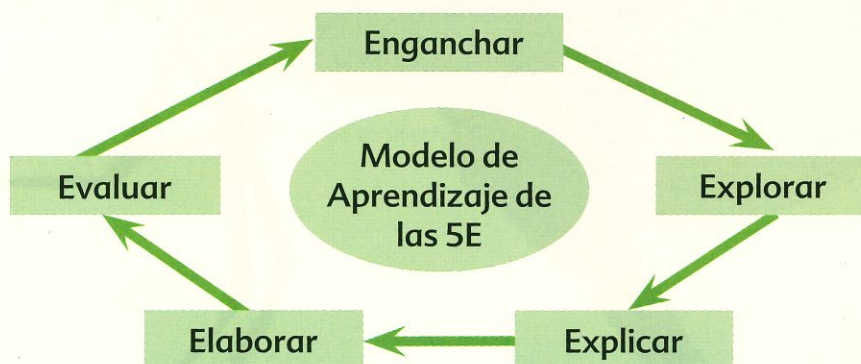 Enganchar
Explorar
Explicar
Elaborar
Evaluar
Modelo de
Aprendizaje de
las 5E